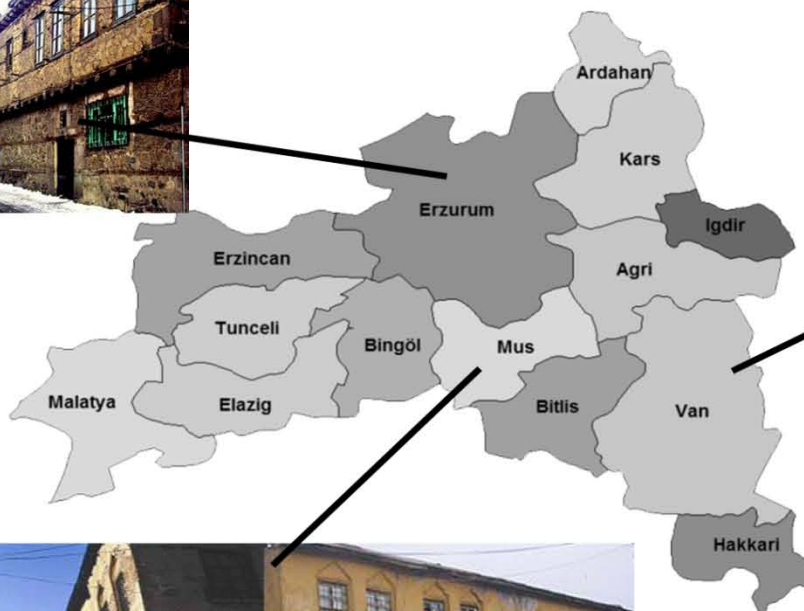 Ardahan
Kars
Erzurum
Igdir
Erzincan
Agri
Tunceli
Bingöl
Mus
Malatya
Elazig
Bitlis
Van
Hakkari